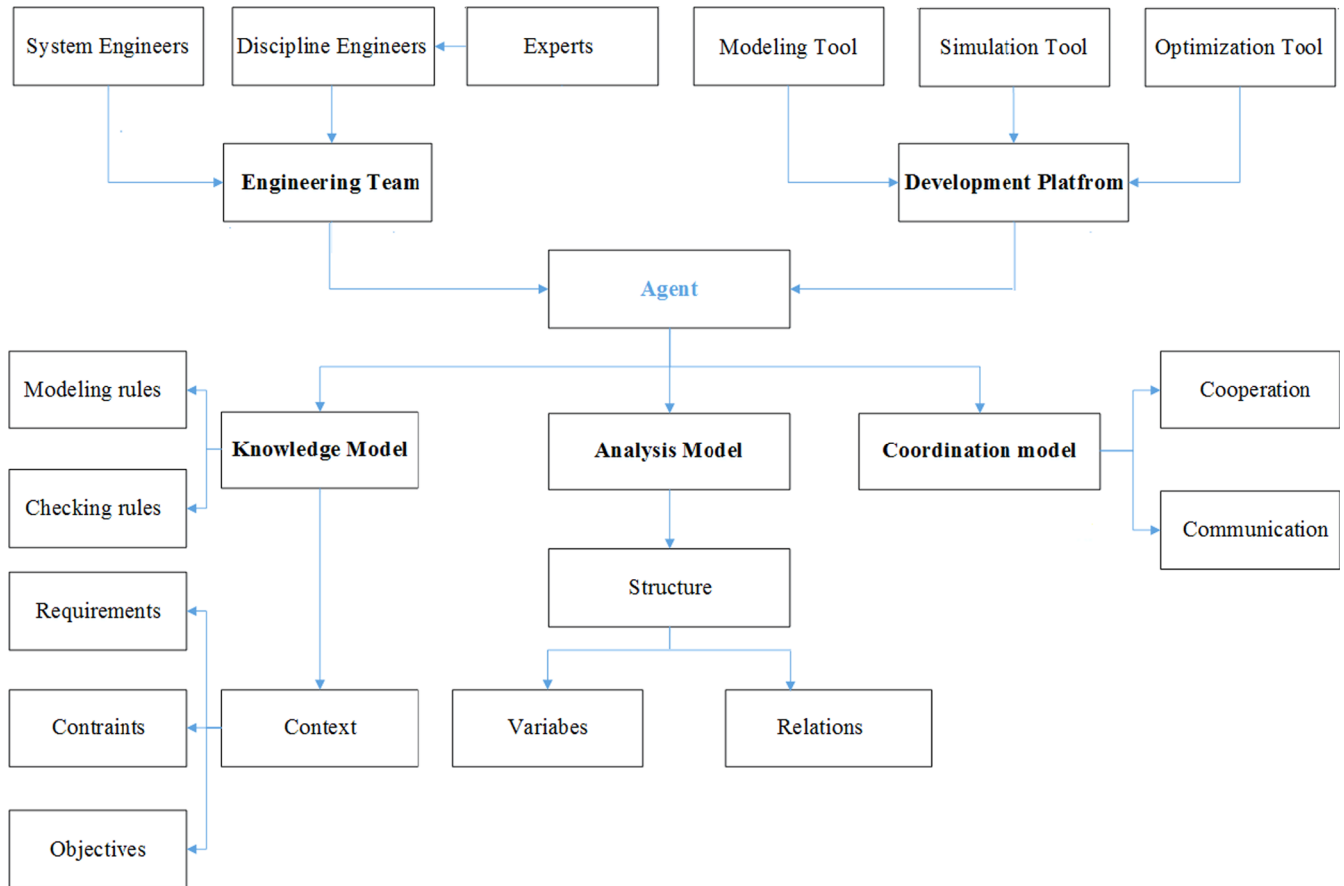 System Engineers
Discipline Engineers
Experts
Modeling Tool
Simulation Tool
Optimization Tool
Engineering Team
Development Platfrom
Agent
Modeling rules
Cooperation
Knowledge Model
Analysis Model
Coordination model
Checking rules
Communication
Structure
Requirements
Contraints
Context
Variabes
Relations
Objectives